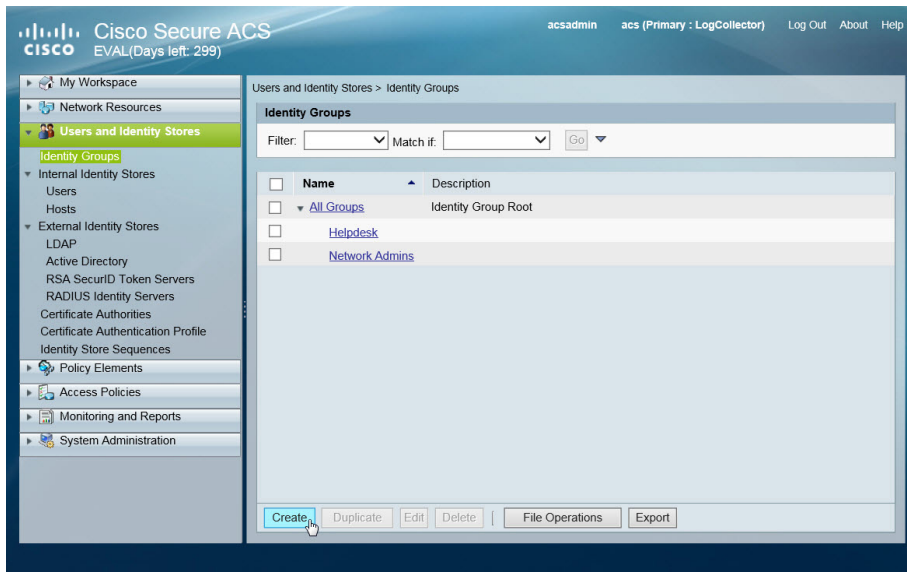 Cisco Secure ACS
CISCO EVAL(Days left: 299)
acsadmin acs (Primary : LogCollector) Log Out About Help
My Workspace
Network Resources
Users and Identity Stores
Identity Groups
Internal Identity Stores
Users
Hosts
External Identity Stores
LDAP
Active Directory
RSA SecurID Token Servers
RADIUS Identity Servers
Certificate Authorities
Certificate Authentication Profile
Identity Store Sequences
Policy Elements
Access Policies
Monitoring and Reports
System Administration
Users and Identity Stores > Identity Groups
Identity Groups
Filter: Match if: Go
Name Description
All Groups Identity Group Root
Helpdesk
Network Admins
Create Duplicate Edit Delete | File Operations Export